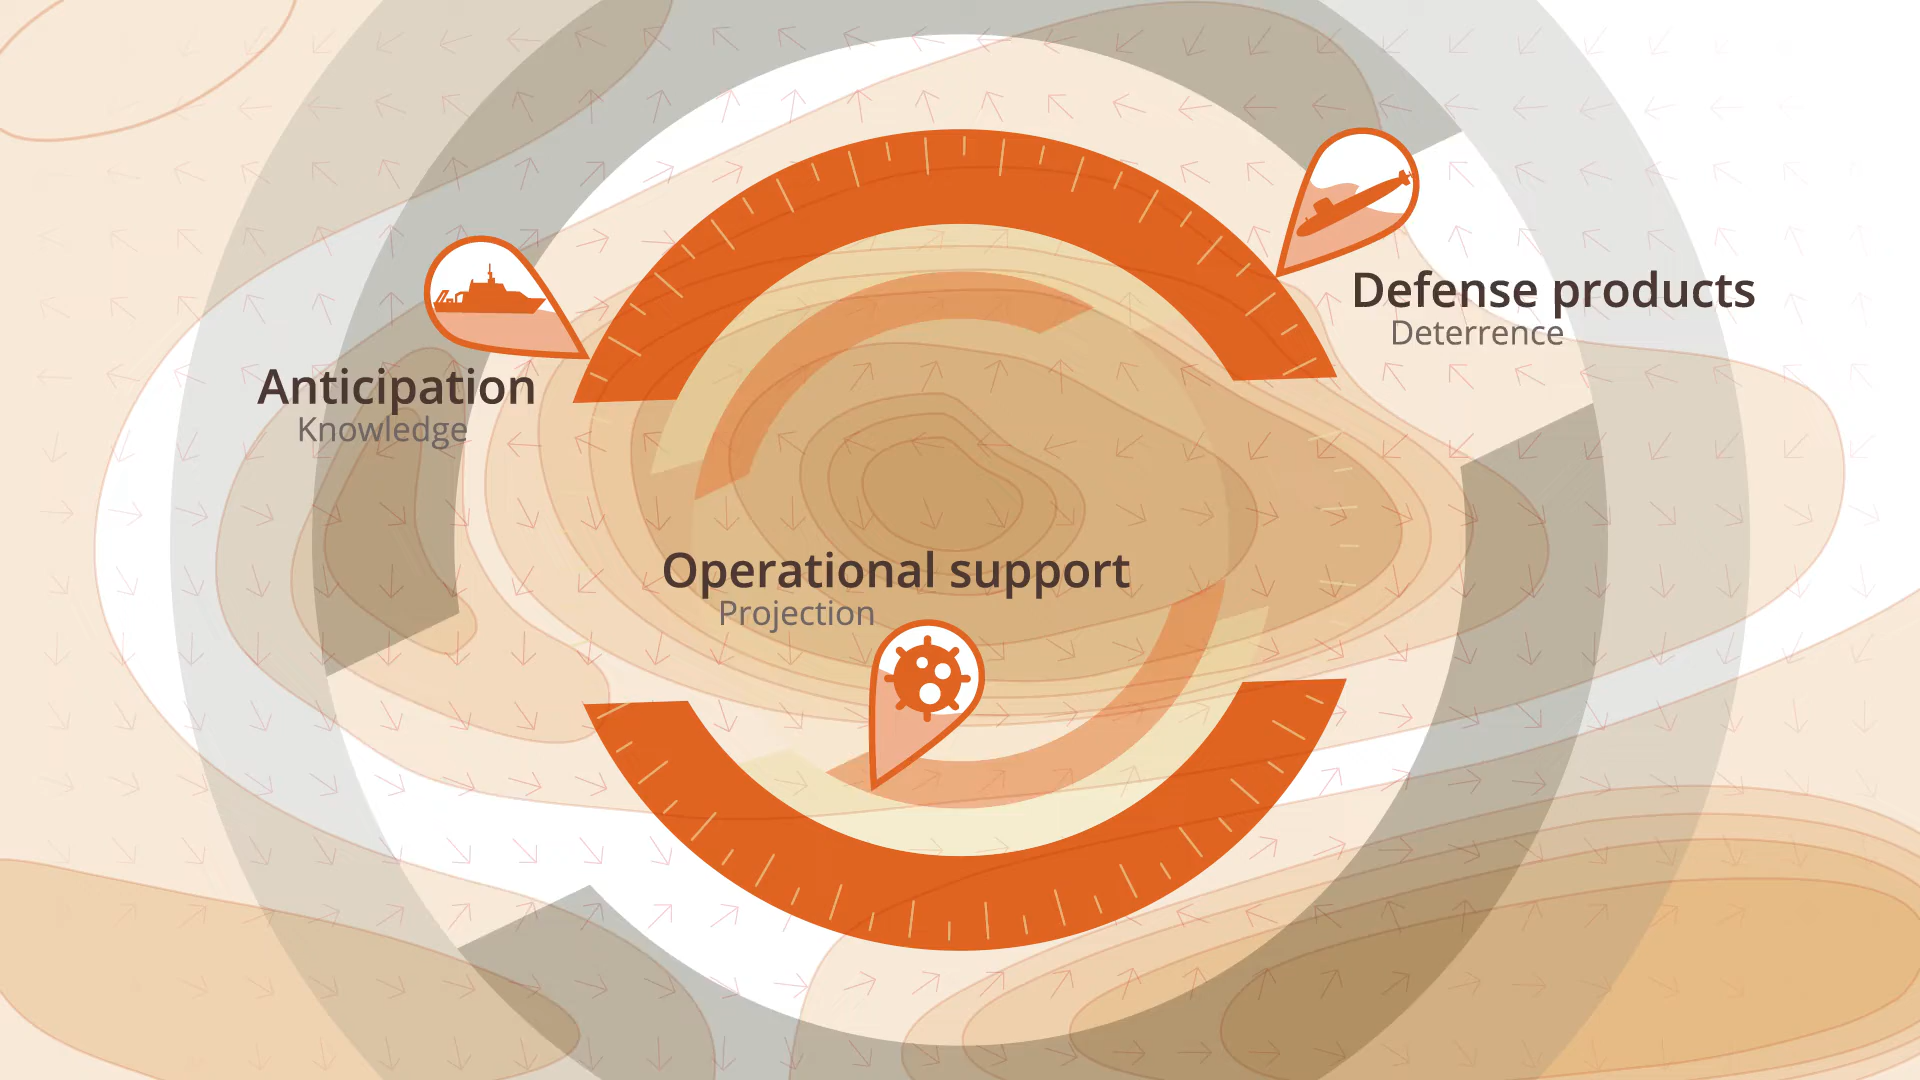 Defense products
Deterrence
Anticipation
Knowledge
Operational support
Projection